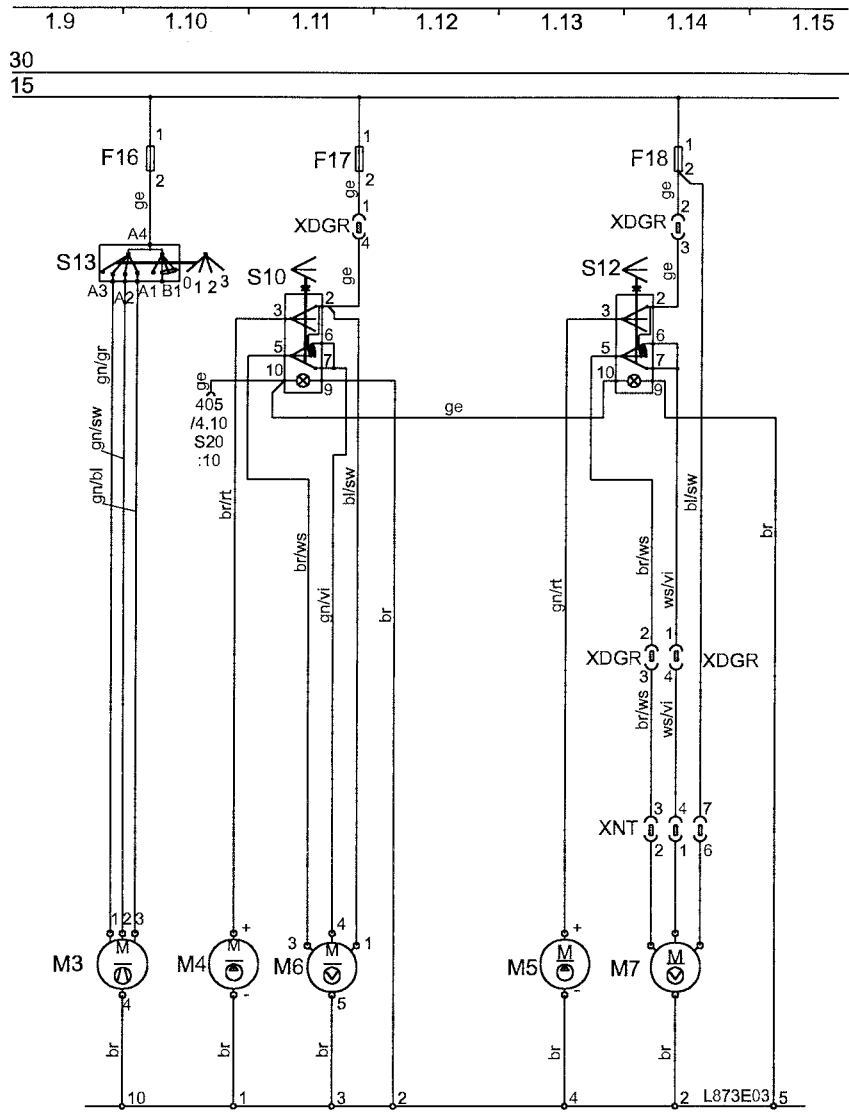 1.9 1.10 1.11 1.12 1.13 1.14 1.15
30
15
1 1 1
F16 F17 F18
2 2 2
ge ge ge
1 2
XDGR XDGR
4 3
A4
S13
0 1 2 3
A3 A2 A1 B1
ge ge
S10 S12
3 2 3 2
6 6
5 7 5 7
10 9 10 9
ge
405
/4.10
S20
:10
ge
gn/gr
gn/sw
gn/bl
br/rt
br/ws
gn/vi
bl/sw
br
gn/rt
br/ws
ws/vi
bl/sw
br
2 1
XDGR XDGR
3 4
br/ws ws/vi
3 4 7
XNT
2 1 6
1 2 3 + 3 4 1 +
M3 M M4 M M6 M M5 M M7 M
4 - 5 -
br br br br br
L873E03
10 1 3 2 4 2 5